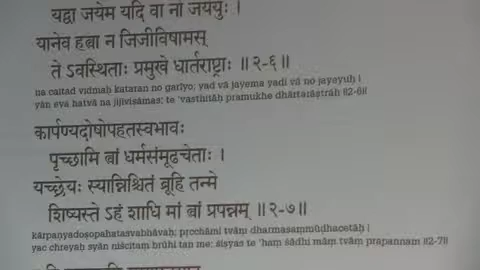 यद्वा जयेम यदि वा नो जयेयुः ।
यानेव हत्वा न जिजीविषामस्
ते ऽवस्थिताः प्रमुखे धार्तराष्ट्राः ॥ २-६॥
na caitad vidmaḥ kataran no garīyo; yad vā jayema yadi vā no jayeyuḥ |
yān eva hatvā na jijīviṣāmas; te 'vasthitāḥ pramukhe dhārtarāṣṭrāḥ ||2-6||
कार्पण्यदोषोपहतस्वभावः
पृच्छामि त्वां धर्मसंमूढचेताः ।
यच्छ्रेयः स्यान्निश्चितं ब्रूहि तन्मे
शिष्यस्ते ऽहं शाधि मां त्वां प्रपन्नम् ॥ २-७॥
kārpaṇyadoṣopahatasvabhāvaḥ; pṛcchāmi tvāṃ dharmasaṃmūḍhacetāḥ |
yac chreyaḥ syān niścitaṃ brūhi tan me; śiṣyas te 'haṃ śādhi māṃ tvāṃ prapannam ||2-7||